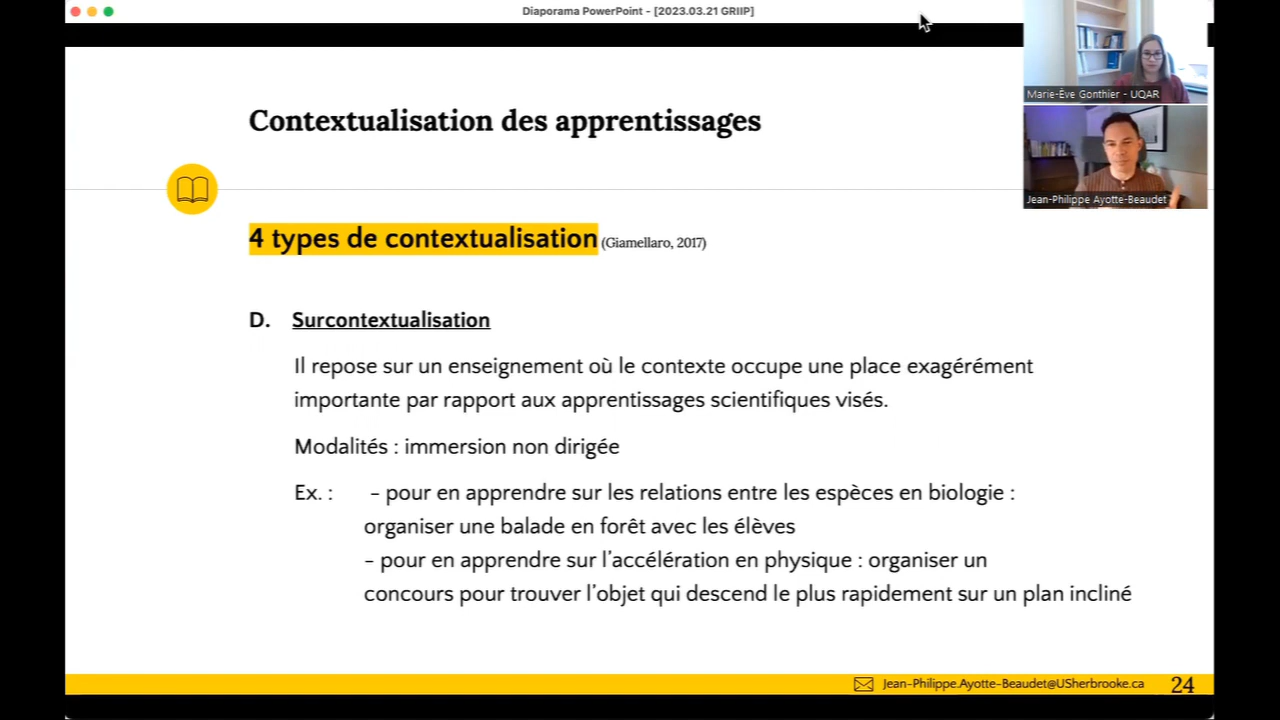 Diaporama PowerPoint - [2023.03.21 GRIIP]
Marie-Ève Gonthier - UQAR
Jean-Philippe Ayotte-Beaudet
Contextualisation des apprentissages
4 types de contextualisation (Giamellaro, 2017)
D. Surcontextualisation
Il repose sur un enseignement où le contexte occupe une place exagérément
importante par rapport aux apprentissages scientifiques visés.
Modalités : immersion non dirigée
Ex. : – pour en apprendre sur les relations entre les espèces en biologie :
organiser une balade en forêt avec les élèves
– pour en apprendre sur l’accélération en physique : organiser un
concours pour trouver l’objet qui descend le plus rapidement sur un plan incliné
Jean-Philippe.Ayotte-Beaudet@USherbrooke.ca 24